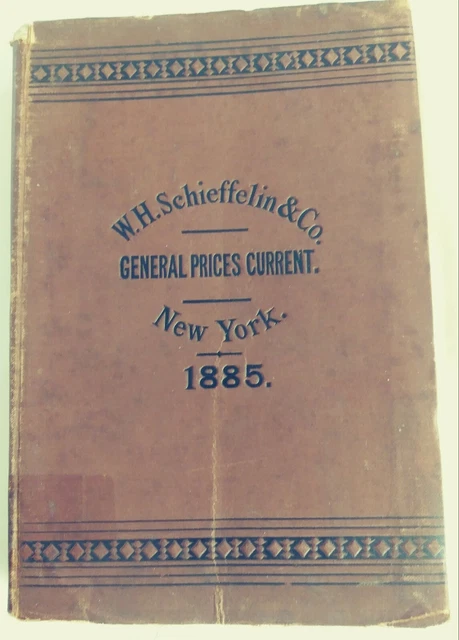 W.H.Schieffelin & Co.
GENERAL PRICES CURRENT.
New York.
1885.